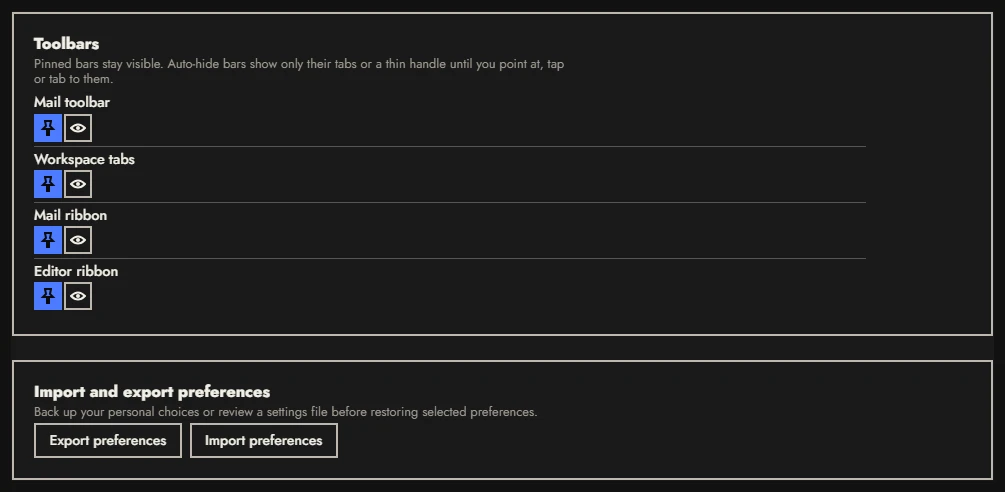 Toolbars
Pinned bars stay visible. Auto-hide bars show only their tabs or a thin handle until you point at, tap
or tab to them.
Mail toolbar
Workspace tabs
Mail ribbon
Editor ribbon
Import and export preferences
Back up your personal choices or review a settings file before restoring selected preferences.
Export preferences
Import preferences